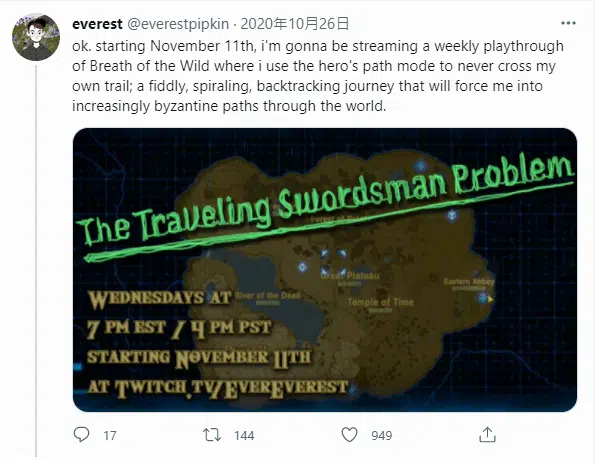 everest @everestpipkin · 2020年10月26日
ok. starting November 11th, i'm gonna be streaming a weekly playthrough
of Breath of the Wild where i use the hero's path mode to never cross my
own trail; a fiddly, spiraling, backtracking journey that will force me into
increasingly byzantine paths through the world.
The Traveling Swordsman Problem
Great Plateau
Eastern Abbey
River of the Dead
Temple of Time
Wednesdays at
7 pm est / 4 pm pst
starting November 11th
at Twitch.tv/EverEverest
17
144
949